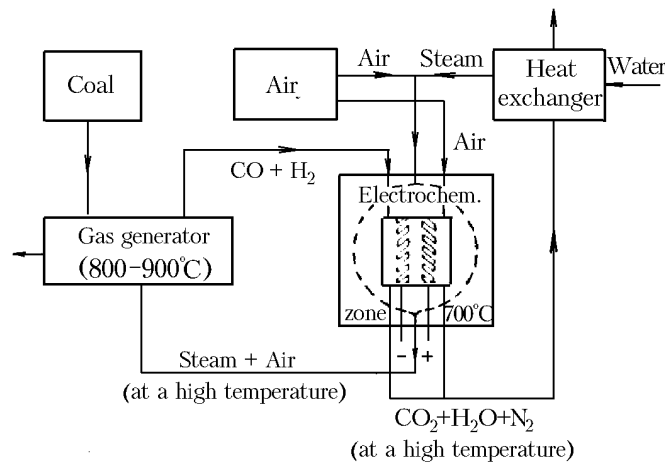 Coal
Air
Air
Steam
Heat
exchanger
Water
Air
CO + H₂
Electrochem.
Gas generator
(800-900°C)
zone
700°C
- +
Steam + Air
(at a high temperature)
CO₂+H₂O+N₂
(at a high temperature)